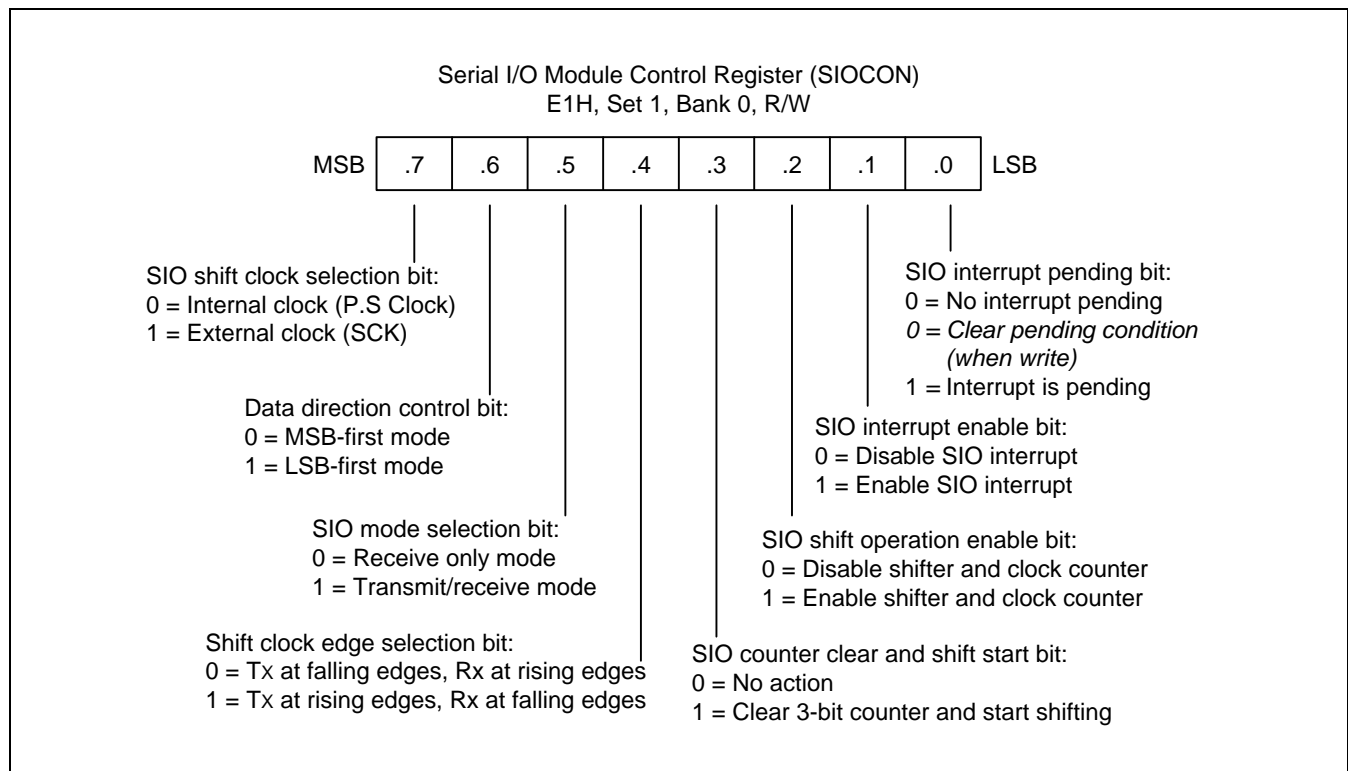 Serial I/O Module Control Register (SIOCON)
E1H, Set 1, Bank 0, R/W
MSB .7 .6 .5 .4 .3 .2 .1 .0 LSB
SIO shift clock selection bit:
0 = Internal clock (P.S Clock)
1 = External clock (SCK)
Data direction control bit:
0 = MSB-first mode
1 = LSB-first mode
SIO mode selection bit:
0 = Receive only mode
1 = Transmit/receive mode
Shift clock edge selection bit:
0 = Tx at falling edges, Rx at rising edges
1 = Tx at rising edges, Rx at falling edges
SIO interrupt pending bit:
0 = No interrupt pending
0 = Clear pending condition
(when write)
1 = Interrupt is pending
SIO interrupt enable bit:
0 = Disable SIO interrupt
1 = Enable SIO interrupt
SIO shift operation enable bit:
0 = Disable shifter and clock counter
1 = Enable shifter and clock counter
SIO counter clear and shift start bit:
0 = No action
1 = Clear 3-bit counter and start shifting